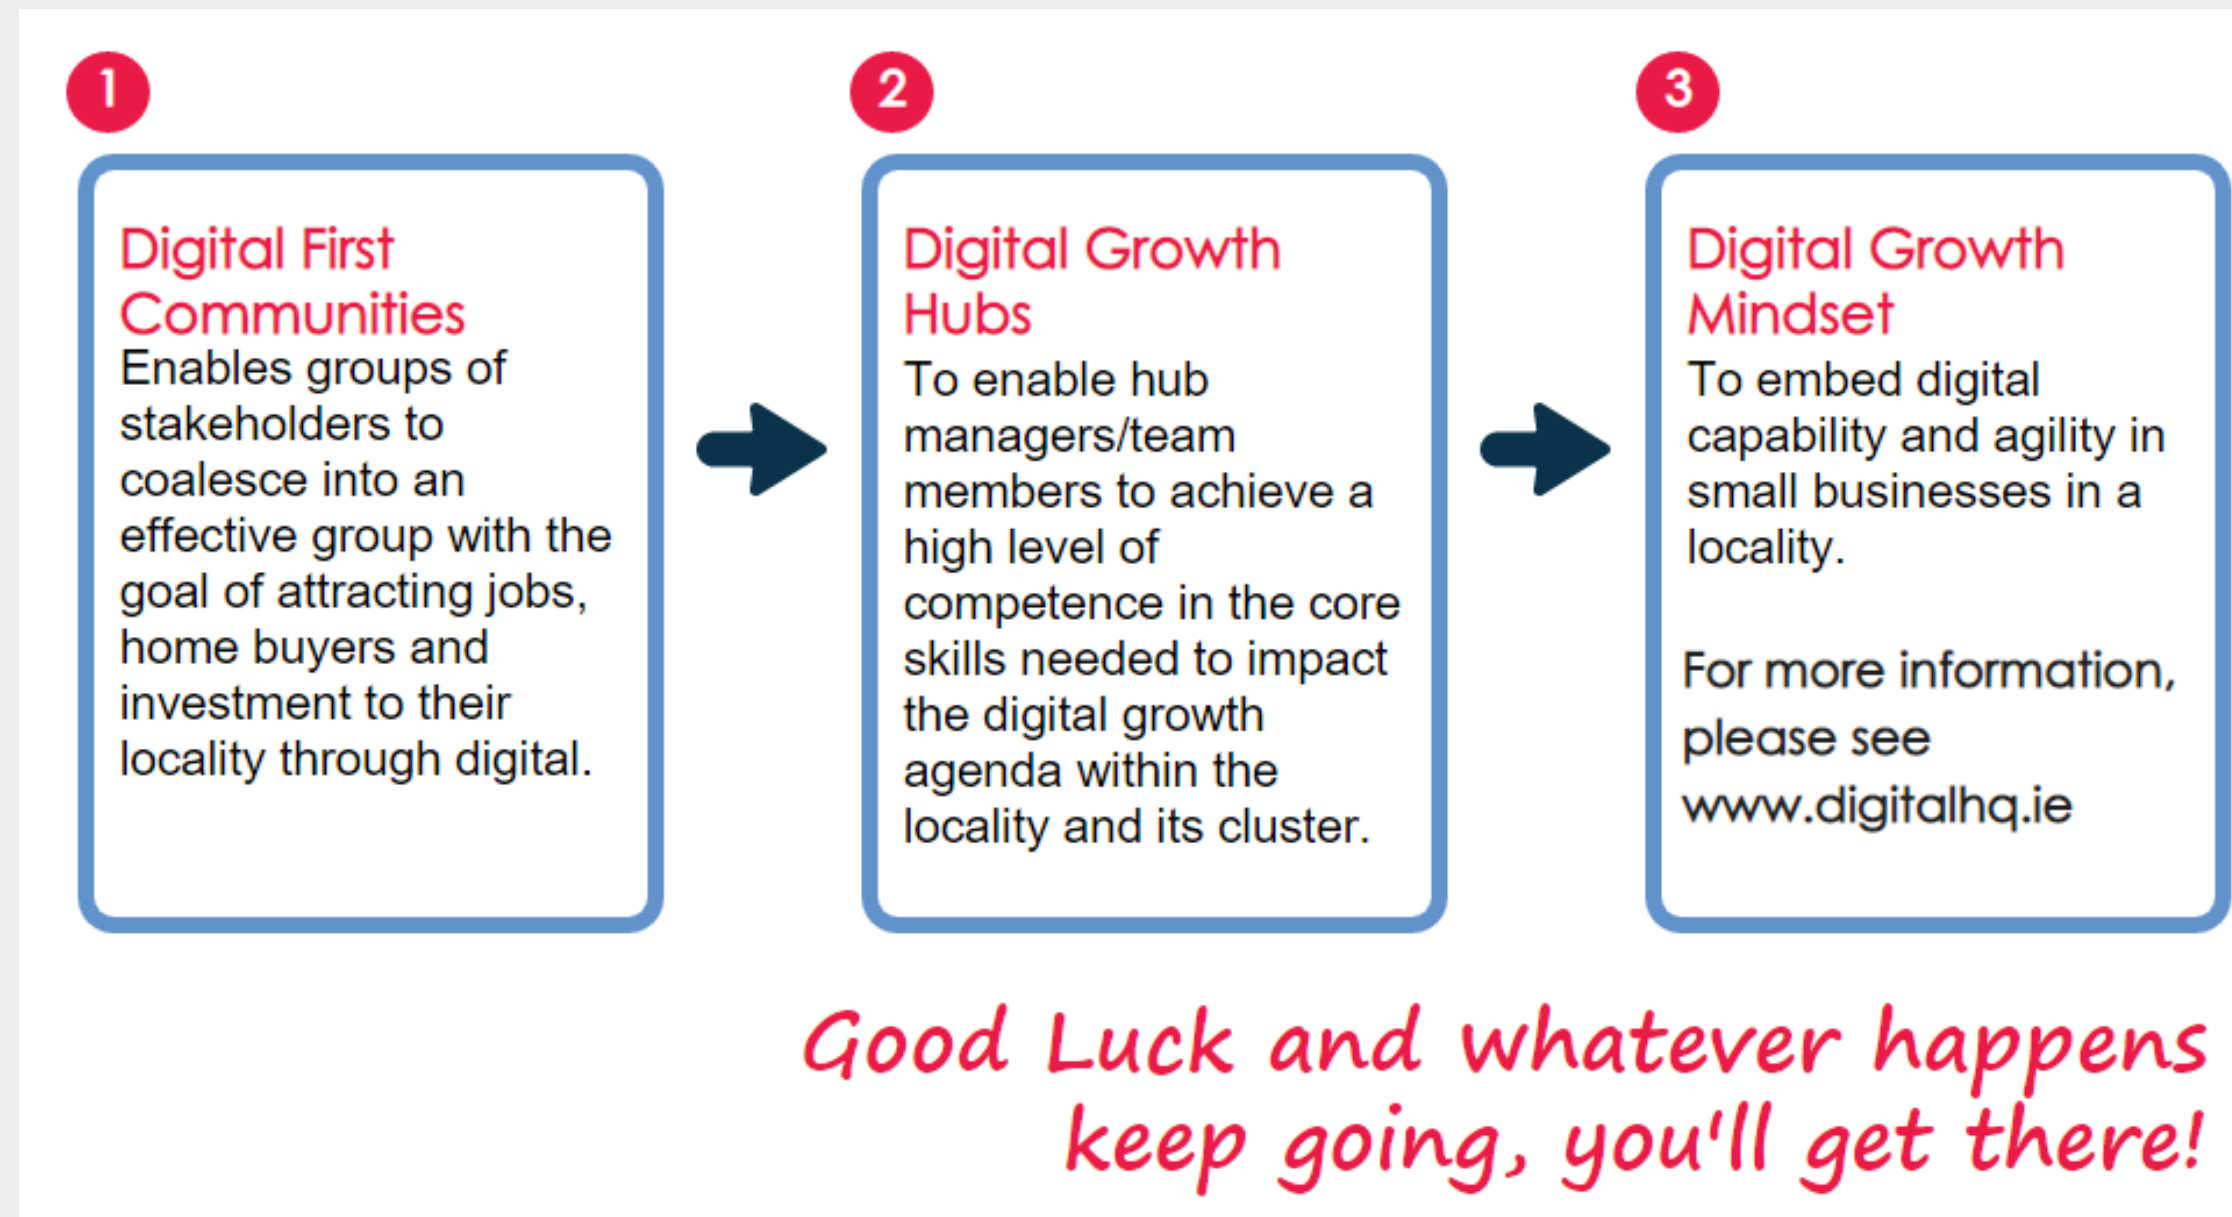 1
Digital First
Communities
Enables groups of
stakeholders to
coalesce into an
effective group with the
goal of attracting jobs,
home buyers and
investment to their
locality through digital.
2
Digital Growth
Hubs
To enable hub
managers/team
members to achieve a
high level of
competence in the core
skills needed to impact
the digital growth
agenda within the
locality and its cluster.
3
Digital Growth
Mindset
To embed digital
capability and agility in
small businesses in a
locality.
For more information,
please see
www.digitalhq.ie
Good Luck and whatever happens
keep going, you'll get there!